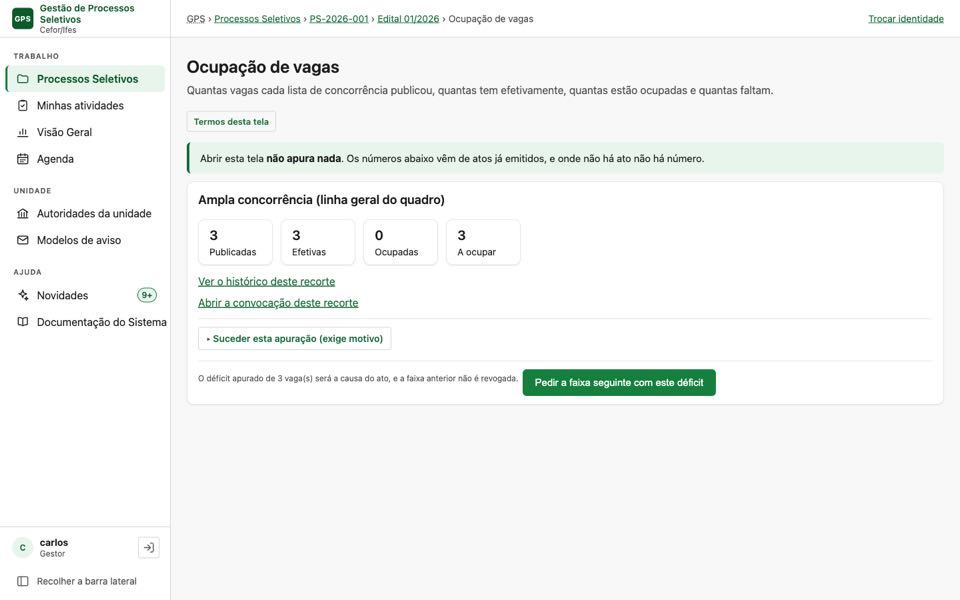 GPS
Gestão de Processos
Seletivos
Cefor/Ifes
GPS › Processos Seletivos › PS-2026-001 › Edital 01/2026 › Ocupação de vagas
Trocar identidade
TRABALHO
Processos Seletivos
Minhas atividades
Visão Geral
Agenda
UNIDADE
Autoridades da unidade
Modelos de aviso
AJUDA
Novidades 9+
Documentação do Sistema
Ocupação de vagas
Quantas vagas cada lista de concorrência publicou, quantas tem efetivamente, quantas estão ocupadas e quantas faltam.
Termos desta tela
Abrir esta tela não apura nada. Os números abaixo vêm de atos já emitidos, e onde não há ato não há número.
Ampla concorrência (linha geral do quadro)
3
Publicadas
3
Efetivas
0
Ocupadas
3
A ocupar
Ver o histórico deste recorte
Abrir a convocação deste recorte
▸ Suceder esta apuração (exige motivo)
O déficit apurado de 3 vaga(s) será a causa do ato, e a faixa anterior não é revogada.
Pedir a faixa seguinte com este déficit
C
carlos
Gestor
Recolher a barra lateral